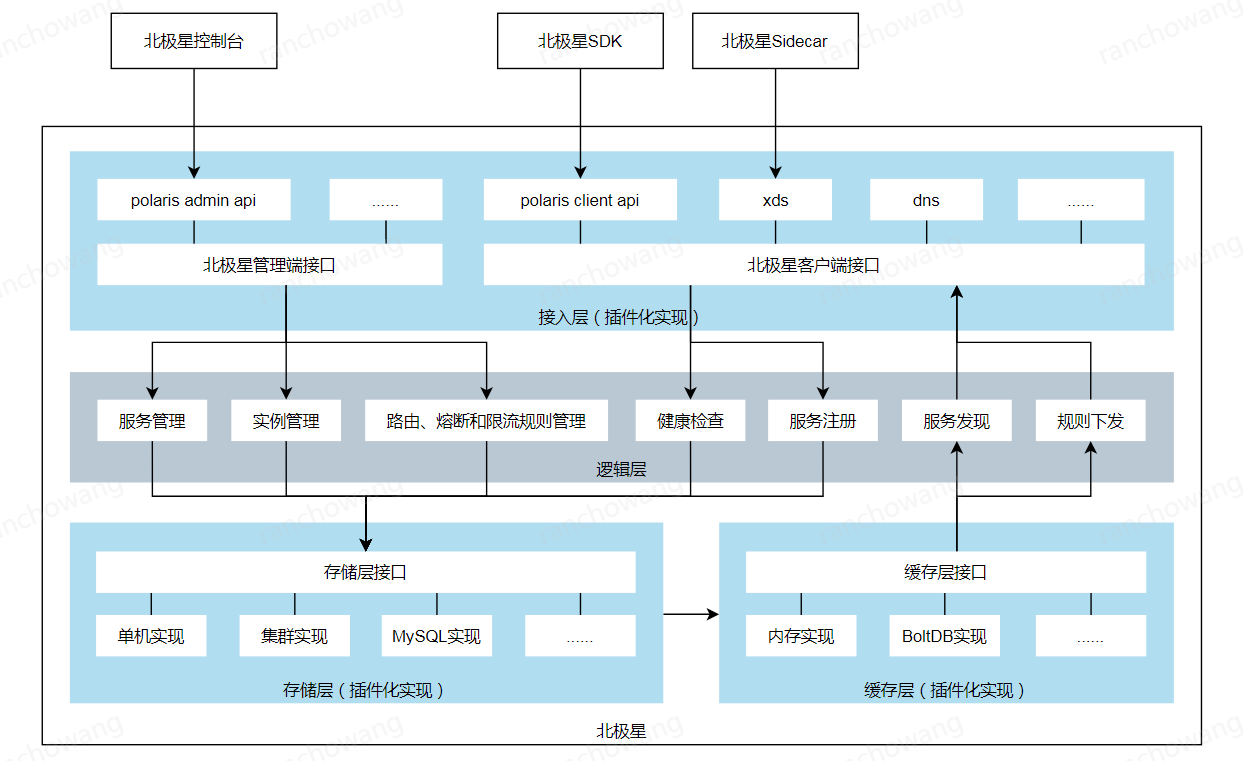 北极星控制台
北极星SDK
北极星Sidecar
polaris admin api
......
polaris client api
xds
dns
......
北极星管理端接口
北极星客户端接口
接入层（插件化实现）
服务管理
实例管理
路由、熔断和限流规则管理
健康检查
服务注册
服务发现
规则下发
逻辑层
存储层接口
缓存层接口
单机实现
集群实现
MySQL实现
......
内存实现
BoltDB实现
......
存储层（插件化实现）
缓存层（插件化实现）
北极星
ranchowang